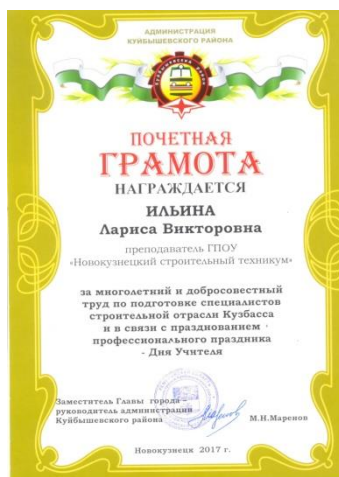 АДМИНИСТРАЦИЯ
КУЙБЫШЕВСКОГО РАЙОНА
ПОЧЕТНАЯ
ГРАМОТА
НАГРАЖДАЕТСЯ
ИЛЬИНА
Лариса Викторовна
преподаватель ГПОУ
«Новокузнецкий строительный техникум»
за многолетний и добросовестный
труд по подготовке специалистов
строительной отрасли Кузбасса
и в связи с празднованием
профессионального праздника
- Дня Учителя
Заместитель Главы города –
руководитель администрации
Куйбышевского района М.Н.Маренов
Новокузнецк 2017 г.